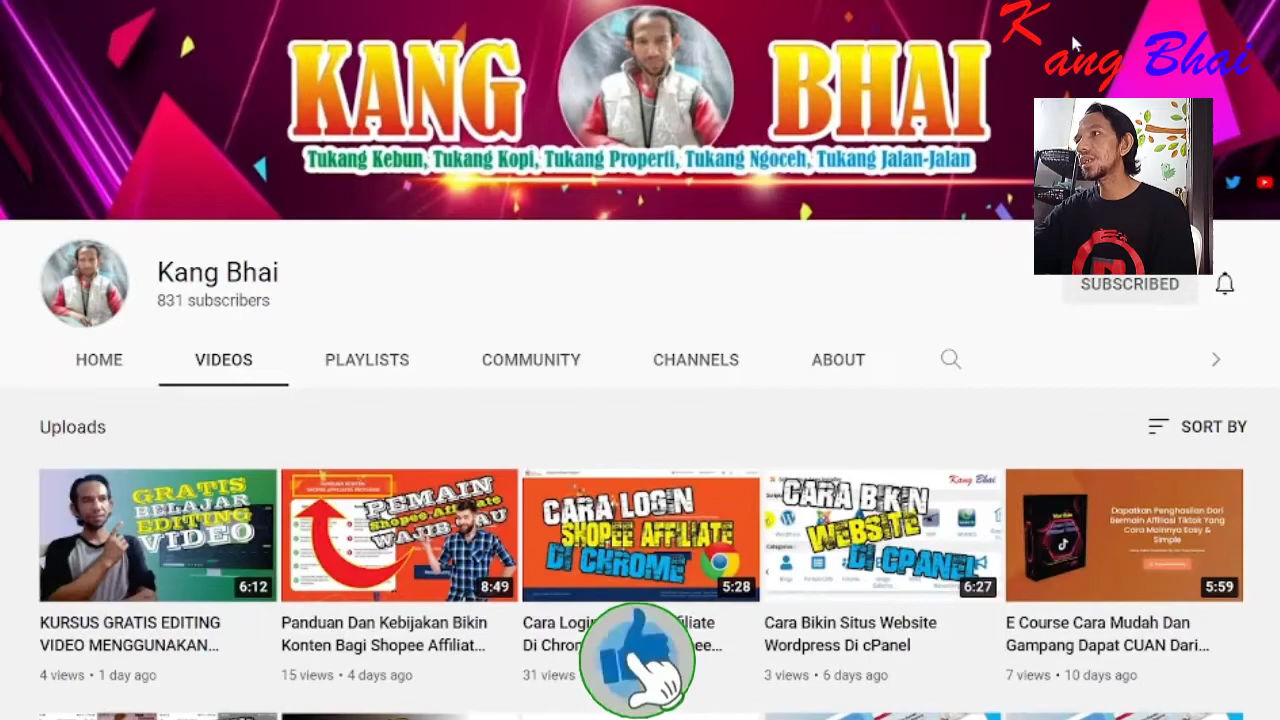 KANG BHAI
Tukang Kebun, Tukang Kopi, Tukang Properti, Tukang Ngoceh, Tukang Jalan-Jalan
Kang Bhai
Kang Bhai
831 subscribers
SUBSCRIBED
HOME VIDEOS PLAYLISTS COMMUNITY CHANNELS ABOUT
Uploads
SORT BY
GRATIS
BELAJAR
EDITING
VIDEO
6:12
PEMAIN
Shopee Affiliate
8:49
CARA LOGIN
SHOPEE AFFILIATE
DI CHROME
5:28
Kang Bhai
CARA BIKIN
WEBSITE
DI CPANEL
6:27
Dapatkan Penghasilan Dari
Bermain Affiliasi Tiktok Yang
Cara Mainnya Easy &
Simple
5:59
KURSUS GRATIS EDITING
VIDEO MENGGUNAKAN...
4 views • 1 day ago
Panduan Dan Kebijakan Bikin
Konten Bagi Shopee Affiliat...
15 views • 4 days ago
Cara
Di
31 views
Cara Bikin Situs Website
Wordpress Di cPanel
3 views • 6 days ago
E Course Cara Mudah Dan
Gampang Dapat CUAN Dari...
7 views • 10 days ago